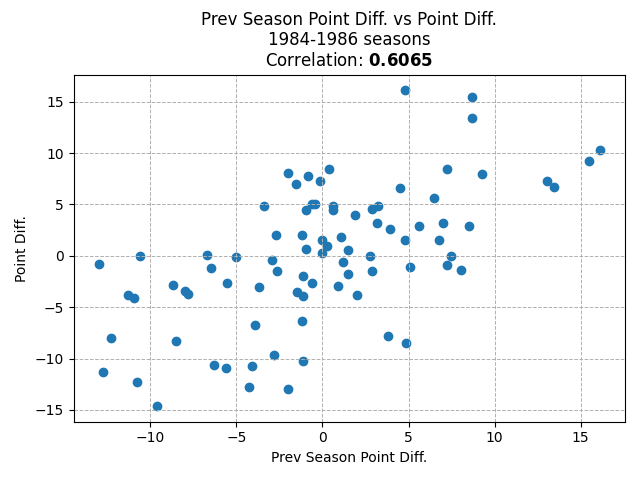 Prev Season Point Diff. vs Point Diff.
1984-1986 seasons
Correlation: 0.6065
15
10
5
0
−5
−10
−15
Point Diff.
−10 −5 0 5 10 15
Prev Season Point Diff.